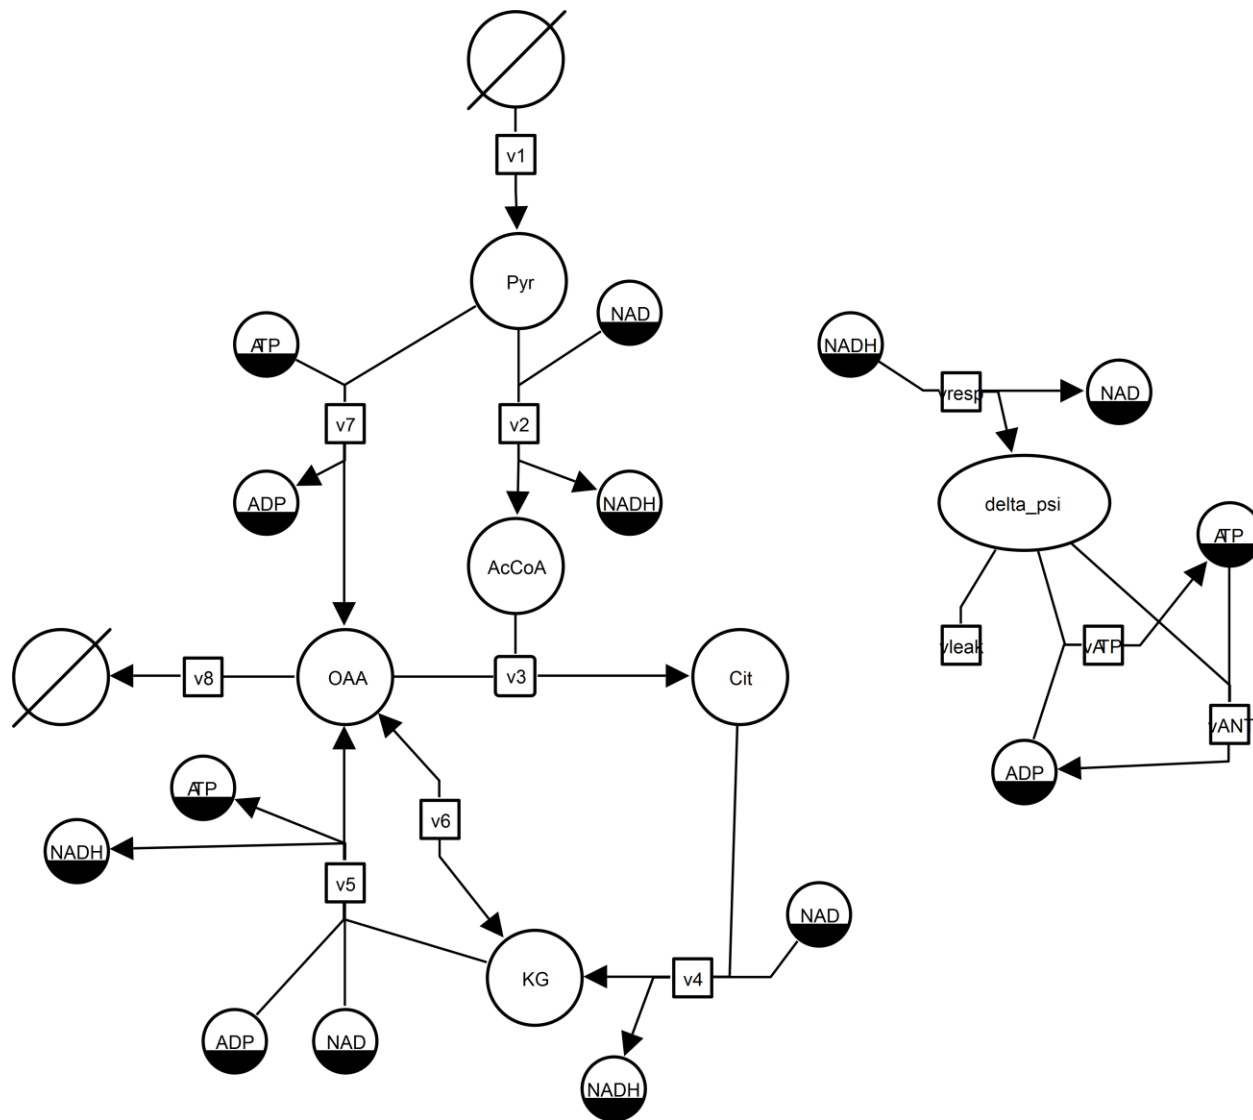 v1
Pyr
NAD
ATP
NADH
vresp
NAD
v7
v2
ADP
NADH
delta_psi
ATP
AcCoA
vleak
vATP
v8
OAA
v3
Cit
vANT
ADP
ATP
v6
NADH
v5
NAD
KG
v4
ADP
NAD
NADH